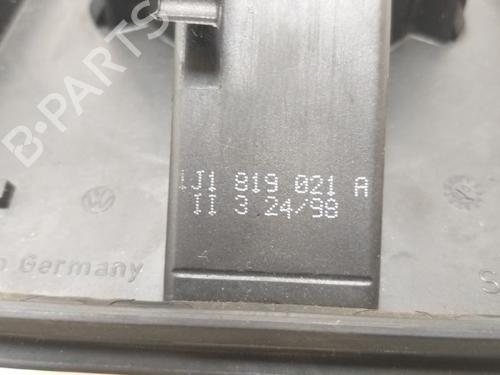 B-PARTS
1J1 819 021 A
II 3 24/98
Germany